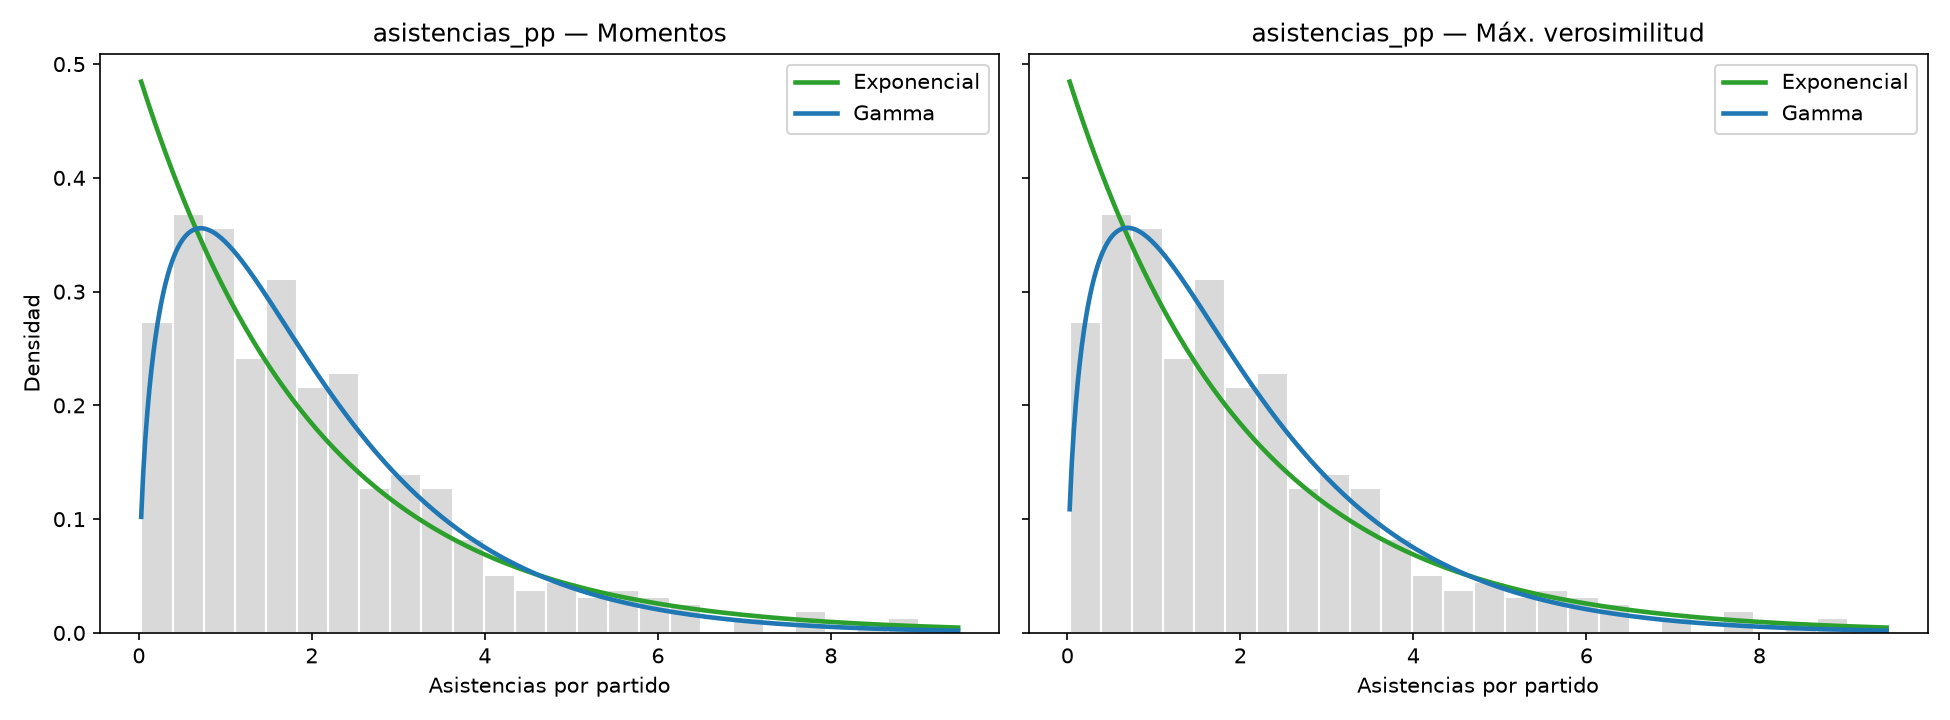 asistencias_pp — Momentos
Exponencial
Gamma
0.5
0.4
0.3
0.2
0.1
0.0
Densidad
0
2
4
6
8
Asistencias por partido
asistencias_pp — Máx. verosimilitud
Exponencial
Gamma
0
2
4
6
8
Asistencias por partido